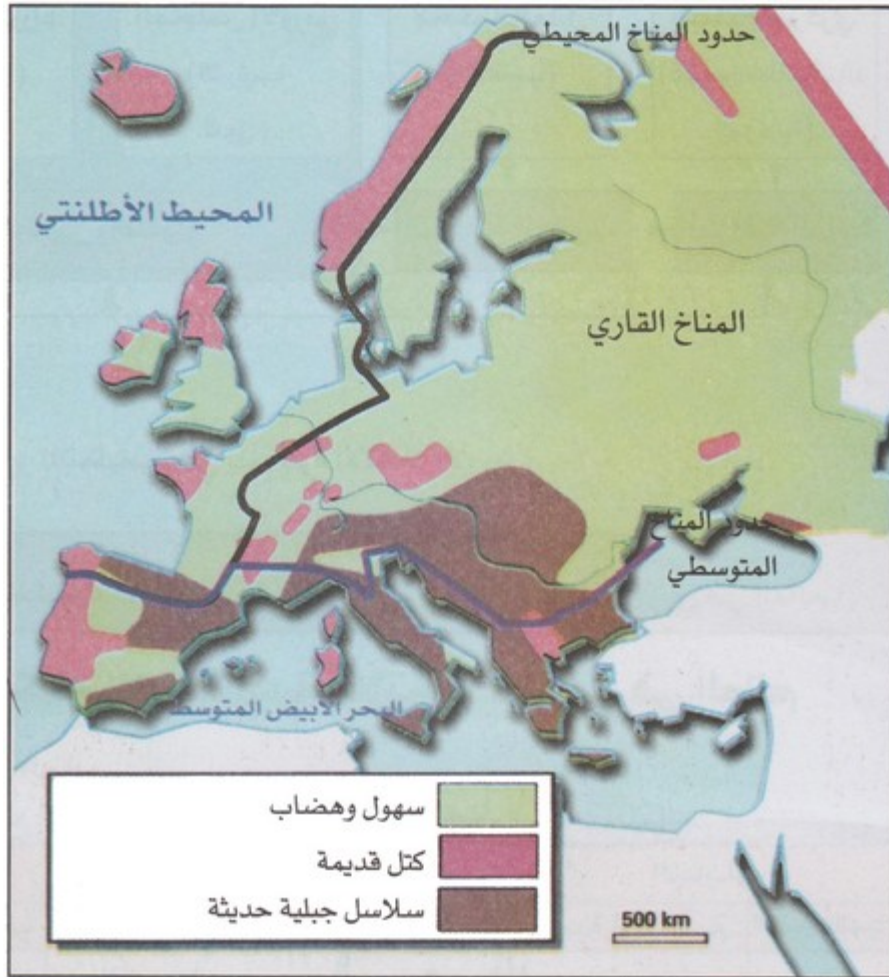 حدود المناخ المحيطي
المحيط الأطلنتي
المناخ القاري
حدود المناخ
المتوسطي
البحر الأبيض المتوسط
سهول وهضاب
كتل قديمة
سلاسل جبلية حديثة
500 km